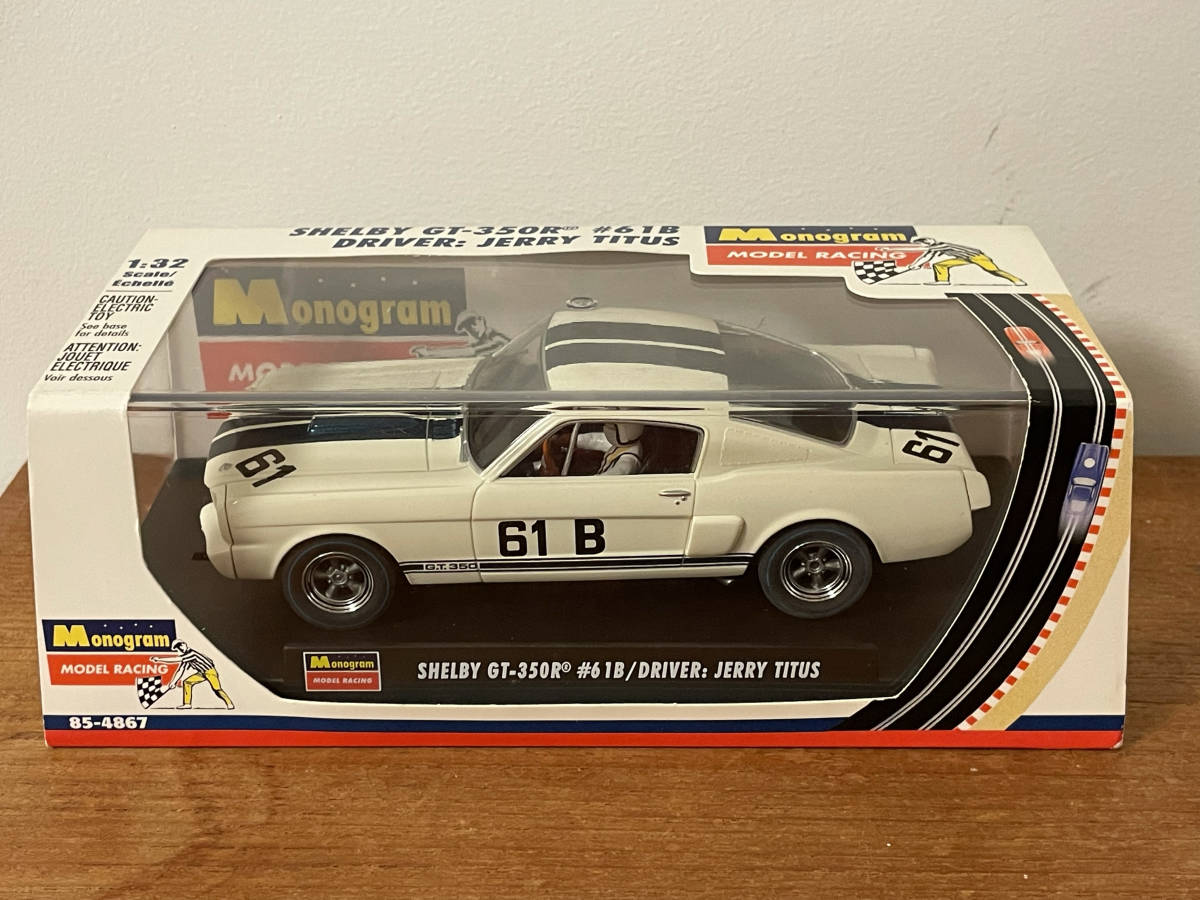 SHELBY GT-350R® #61B
DRIVER: JERRY TITUS
Monogram
MODEL RACING
1:32
Scale/
Échelle
CAUTION-
ELECTRIC
TOY
See base
for details
ATTENTION:
JOUET
ELECTRIQUE
Voir dessous
Monogram
MO
61
61
61 B
G.T.350
Monogram
MODEL RACING
85-4867
Monogram
MODEL RACING
SHELBY GT-350R® #61B/DRIVER: JERRY TITUS